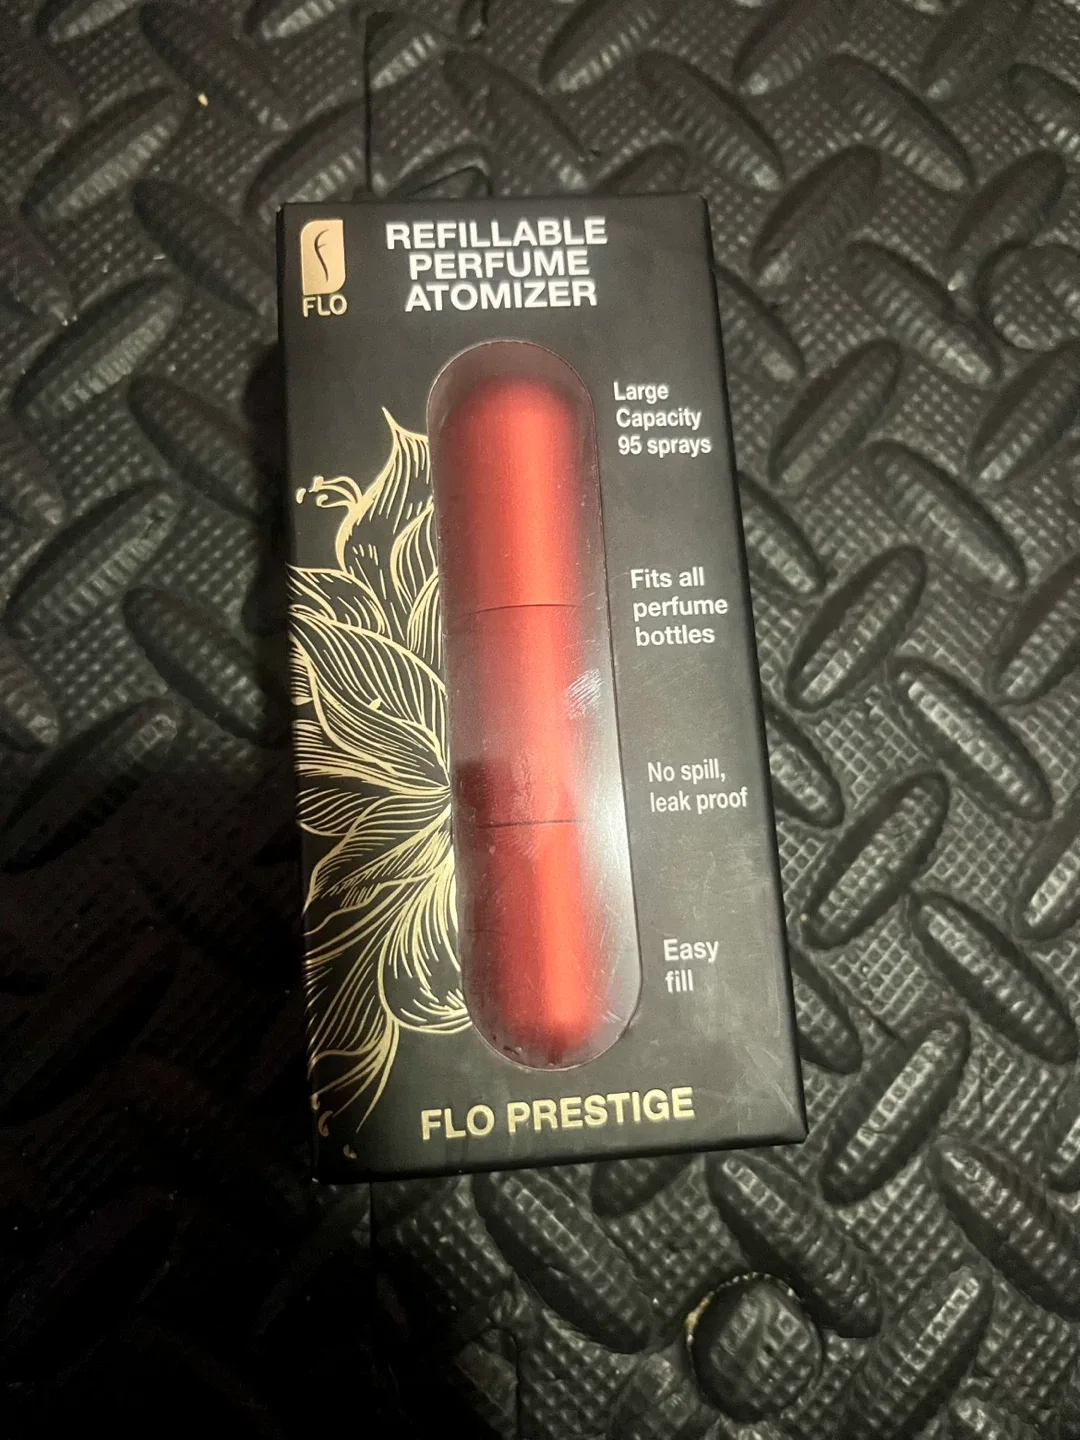 FLO
REFILLABLE
PERFUME
ATOMIZER
Large
Capacity
95 sprays
Fits all
perfume
bottles
No spill,
leak proof
Easy
fill
FLO PRESTIGE